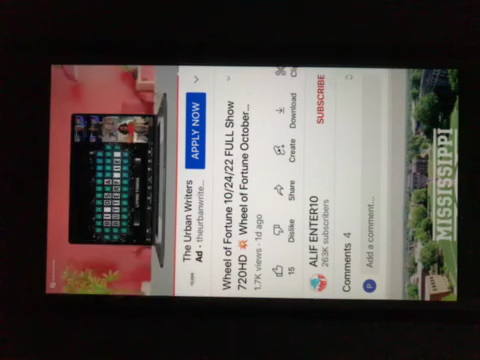 The Urban Writers
Ad · theurbanwrite...
APPLY NOW
Wheel of Fortune 10/24/22 FULL Show
720HD 💥 Wheel of Fortune October...
1.7K views · 1d ago
15
Dislike
Share
Create
Download
Cli
ALIF ENTER10
263K subscribers
SUBSCRIBE
Comments 4
P
Add a comment...
MISSISSIPPI